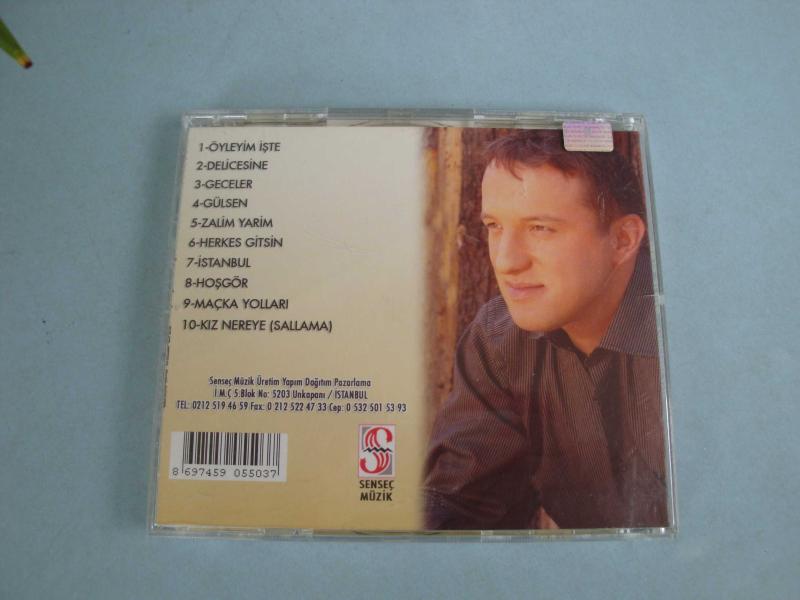 1-ÖYLEYİM İŞTE
2-DELİCESİNE
3-GECELER
4-GÜLSEN
5-ZALİM YARİM
6-HERKES GİTSİN
7-İSTANBUL
8-HOŞGÖR
9-MAÇKA YOLLARI
10-KIZ NEREYE (SALLAMA)
Senseç Müzik Üretim Yapım Dağıtım Pazarlama
İ.M.Ç 5.Blok No: 5203 Unkapanı / İSTANBUL
TEL: 0212 519 46 59 Fax: 0 212 522 47 33 Cep: 0 532 501 53 93
8 697459 055037
SENSEÇ
MÜZİK